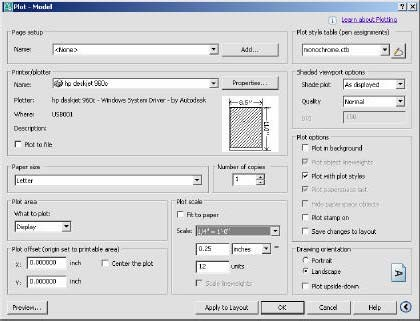 Plot - Model
Learn about Plotting
Page setup
Name: <None> Add...
Plot style table (pen assignments)
monochrome.ctb
Printer/plotter
Name: hp deskjet 960c Properties...
Plotter: hp deskjet 960c - Windows System Driver - by Autodesk
Where: USB001
Description:
Plot to file
8.5"
11.0"
Shaded viewport options
Shade plot As displayed
Quality Normal
DPI
Paper size
Letter
Number of copies
1
Plot options
Plot in background
Plot object lineweights
Plot with plot styles
Plot paperspace last
Hide paperspace objects
Plot stamp on
Save changes to layout
Plot area
What to plot:
Display
Plot scale
Fit to paper
Scale: 1/4" = 1'-0"
0.25 inches =
12 units
Scale lineweights
Plot offset (origin set to printable area)
X: 0.000000 inch Center the plot
Y: 0.000000 inch
Drawing orientation
Portrait
Landscape
Plot upside-down
A
Preview... Apply to Layout OK Cancel Help